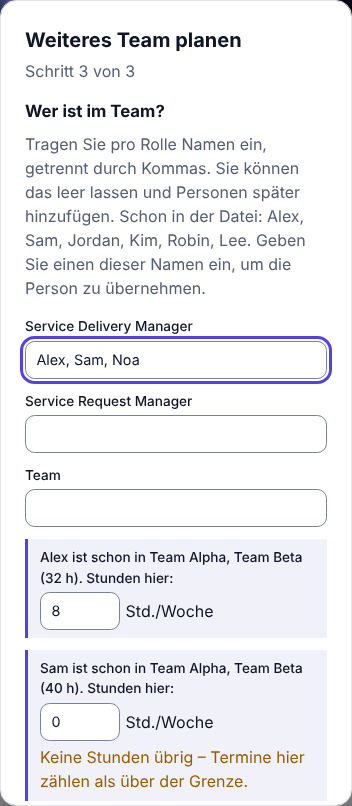 Weiteres Team planen
Schritt 3 von 3
Wer ist im Team?
Tragen Sie pro Rolle Namen ein,
getrennt durch Kommas. Sie können
das leer lassen und Personen später
hinzufügen. Schon in der Datei: Alex,
Sam, Jordan, Kim, Robin, Lee. Geben
Sie einen dieser Namen ein, um die
Person zu übernehmen.
Service Delivery Manager
Alex, Sam, Noa
Service Request Manager
Team
Alex ist schon in Team Alpha, Team Beta
(32 h). Stunden hier:
8 Std./Woche
Sam ist schon in Team Alpha, Team Beta
(40 h). Stunden hier:
0 Std./Woche
Keine Stunden übrig – Termine hier
zählen als über der Grenze.